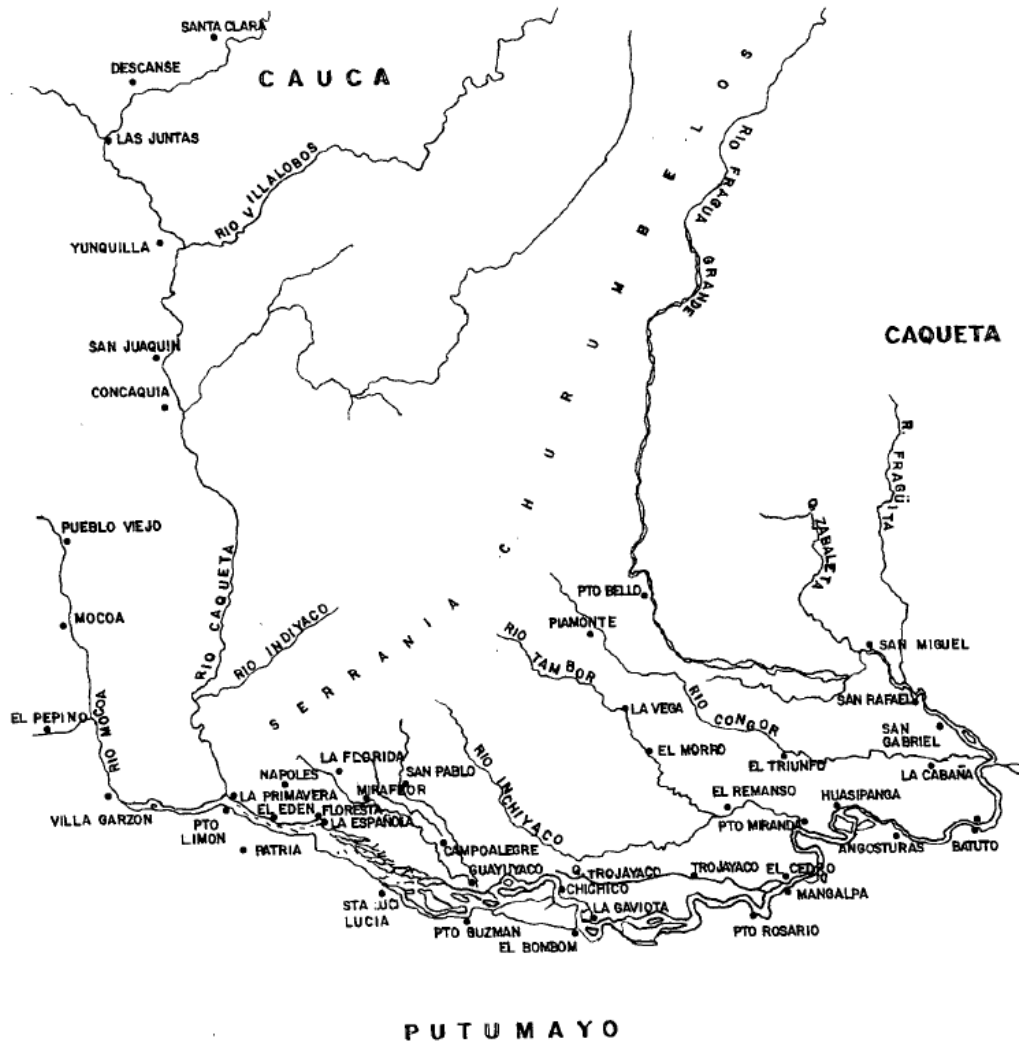 SANTA CLARA
CAUCA
DESCANSE
LAS JUNTAS
RIO VILLALOBOS
YUNQUILLA
SAN JUAQUIN
CONCAQUIA
CAQUETA
RIO FRAGUA GRANDE
SERRANIA CHURUMBELOS
R. FRAGÜITA
Q. ZABALETA
PUEBLO VIEJO
MOCOA
RIO CAQUETA
RIO INDIYACO
PTO BELLO
PIAMONTE
RIO TAMBOR
SAN MIGUEL
SAN RAFAEL
LA VEGA
RIO CONGOR
SAN
GABRIEL
EL PEPINO
RIO MOCOA
EL MORRO
EL TRIUNFO
LA CABAÑA
LA FLORIDA
NAPOLES
SAN PABLO
MIRAFLOR
RIO INCHIYACO
LA PRIMAVERA
EL REMANSO
HUASIPANGA
VILLA GARZON
PTO
LIMON
EL EDEN
FLORESTA
LA ESPAÑOLA
PTO MIRANDA
ANGOSTURAS
BATUTO
PATRIA
CAMPOALEGRE
GUAYUYACO
Q TROJAYACO
TROJAYACO
EL CEDRO
CHICHICO
MANGALPA
STA LUCI
LUCIA
LA GAVIOTA
PTO GUZMAN
EL BOMBOM
PTO ROSARIO
PUTUMAYO